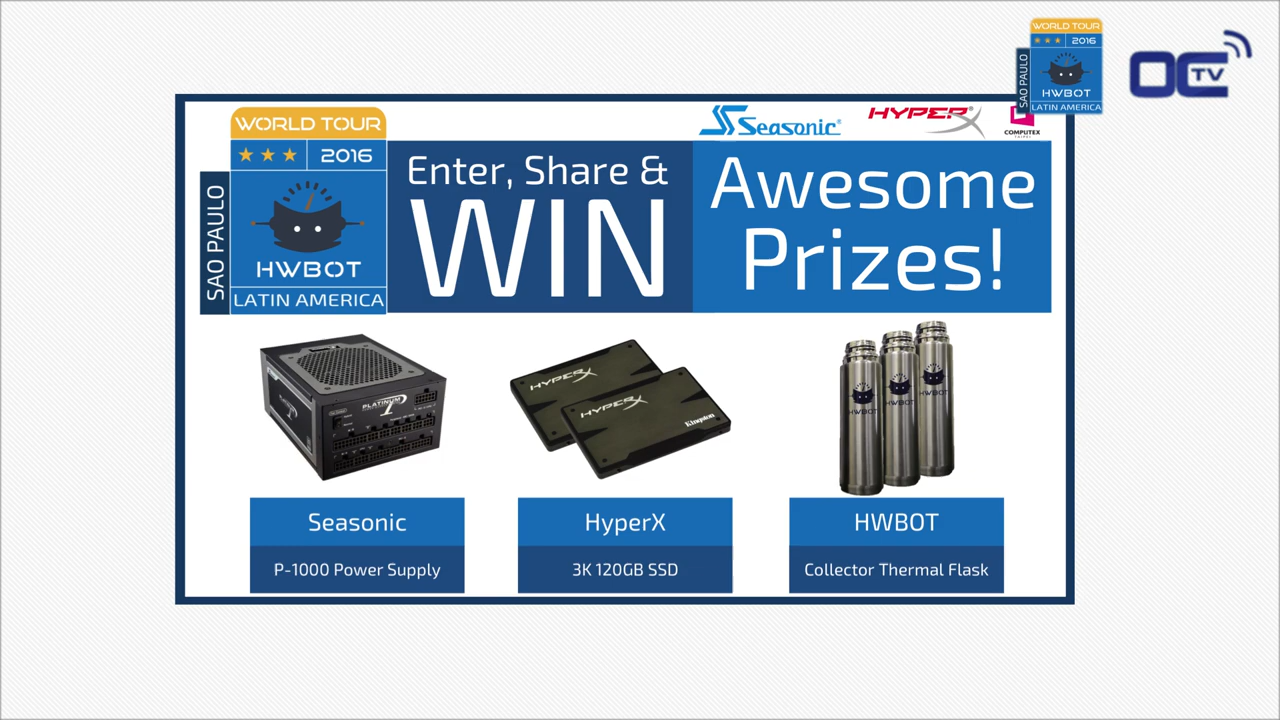 WORLD TOUR
★ ★ ★ 2016
SAO PAULO
HWBOT
LATIN AMERICA
OC TV
WORLD TOUR
★ ★ ★ 2016
SAO PAULO
HWBOT
LATIN AMERICA
Seasonic®
HYPERX
COMPUTEX
TAIPEI
Enter, Share &
WIN
Awesome
Prizes!
PLATINUM
HYPERX
HYPERX
Kingston
HWBOT
HWBOT
HWBOT
Seasonic
P-1000 Power Supply
HyperX
3K 120GB SSD
HWBOT
Collector Thermal Flask